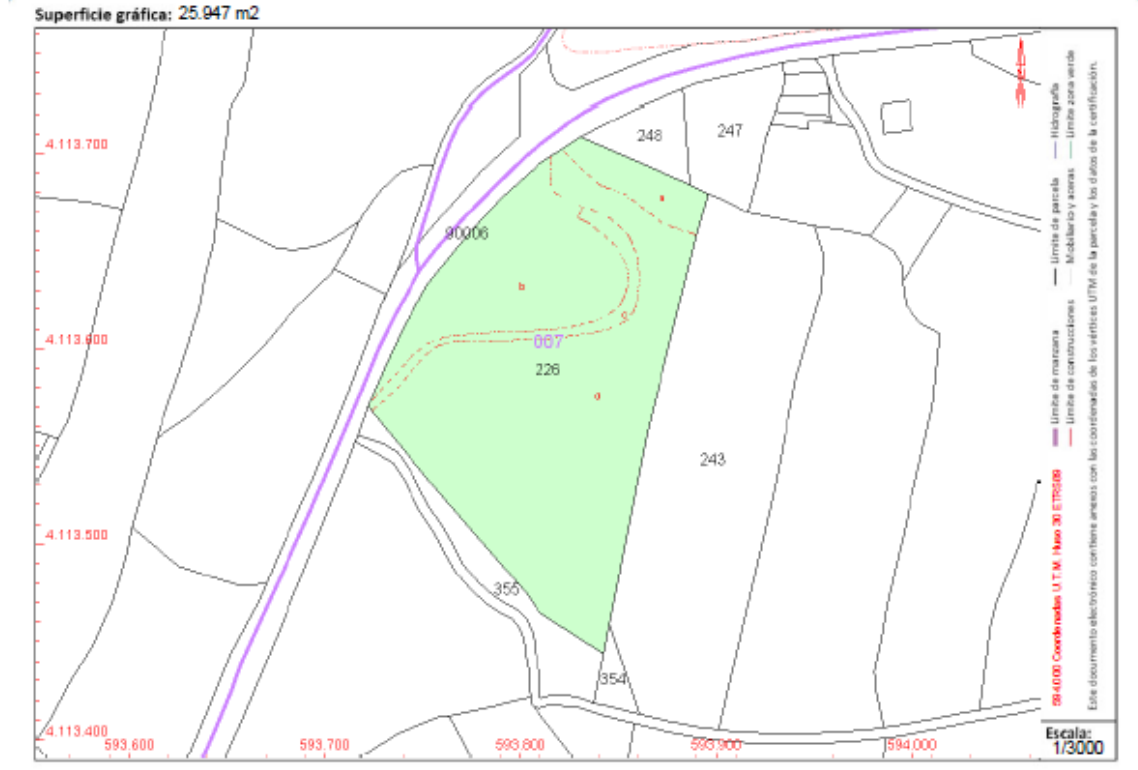 Superficie gráfica: 25.947 m2
4.113.700
248
247
a
90006
b
c
4.113.600
007
226
d
243
4.113.500
355
354
4.113.400
593.600
593.700
593.800
593.900
594.000
Límite de manzana
Límite de parcela
Hidrografía
Límite de construcciones
Mobiliario y aceras
Límite zona verde
594.000 Coordenadas U.T.M. Huso 30 ETRS89
Este documento electrónico contiene anexos con las coordenadas de los vértices UTM de la parcela y los datos de la certificación.
Escala:
1/3000